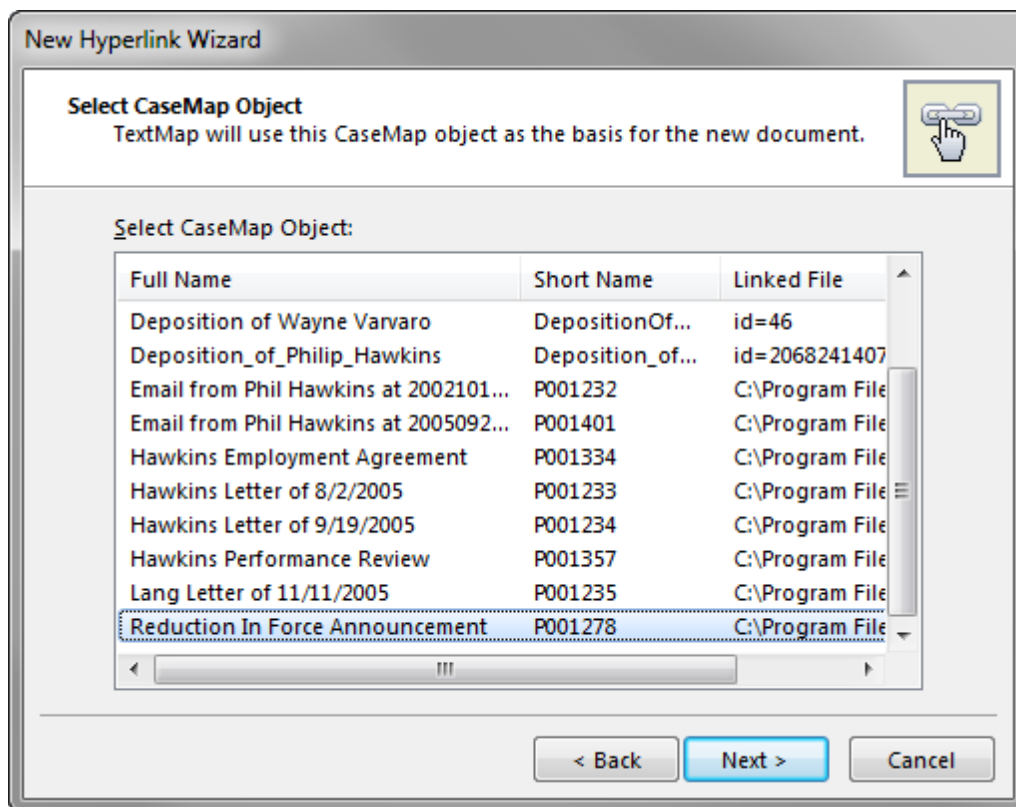 New Hyperlink Wizard
Select CaseMap Object
TextMap will use this CaseMap object as the basis for the new document.
Select CaseMap Object:
Full Name Short Name Linked File
Deposition of Wayne Varvaro DepositionOf... id=46
Deposition_of_Philip_Hawkins Deposition_of... id=2068241407
Email from Phil Hawkins at 2002101... P001232 C:\Program File
Email from Phil Hawkins at 2005092... P001401 C:\Program File
Hawkins Employment Agreement P001334 C:\Program File
Hawkins Letter of 8/2/2005 P001233 C:\Program File
Hawkins Letter of 9/19/2005 P001234 C:\Program File
Hawkins Performance Review P001357 C:\Program File
Lang Letter of 11/11/2005 P001235 C:\Program File
Reduction In Force Announcement P001278 C:\Program File
< Back Next > Cancel